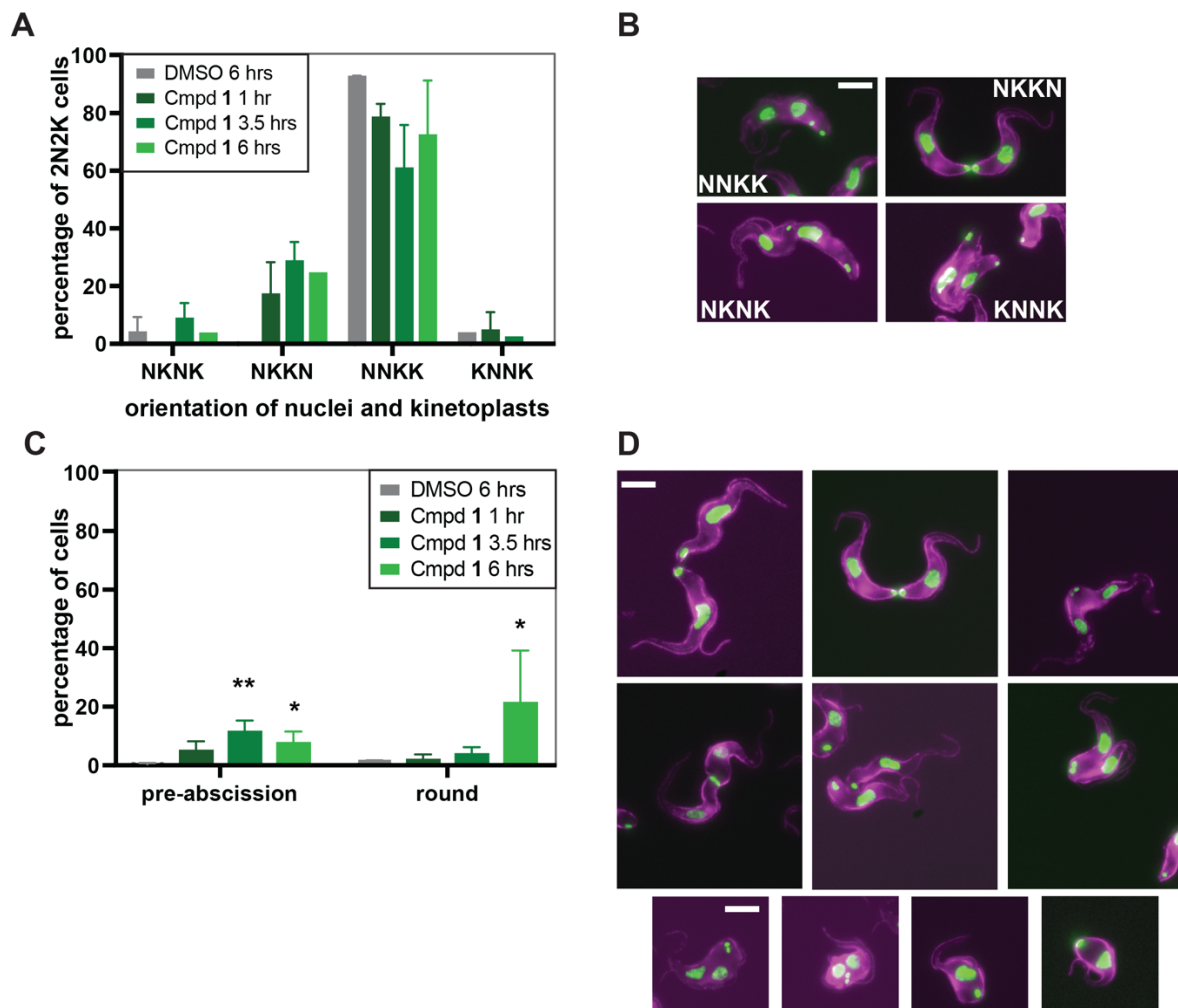 A
B
100
80
60
40
20
0
percentage of 2N2K cells
DMSO 6 hrs
Cmpd 1 1 hr
Cmpd 1 3.5 hrs
Cmpd 1 6 hrs
NKNK
NKKN
NNKK
KNNK
orientation of nuclei and kinetoplasts
NNKK
NKKN
NKNK
KNNK
C
D
100
80
60
40
20
0
percentage of cells
DMSO 6 hrs
Cmpd 1 1 hr
Cmpd 1 3.5 hrs
Cmpd 1 6 hrs
**
*
*
pre-abscission
round